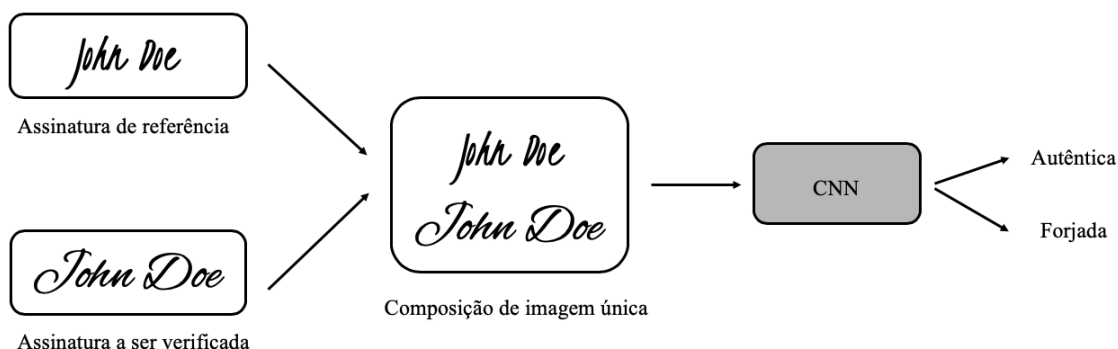 John Doe
Assinatura de referência
John Doe
Assinatura a ser verificada
John Doe
John Doe
Composição de imagem única
CNN
Autêntica
Forjada